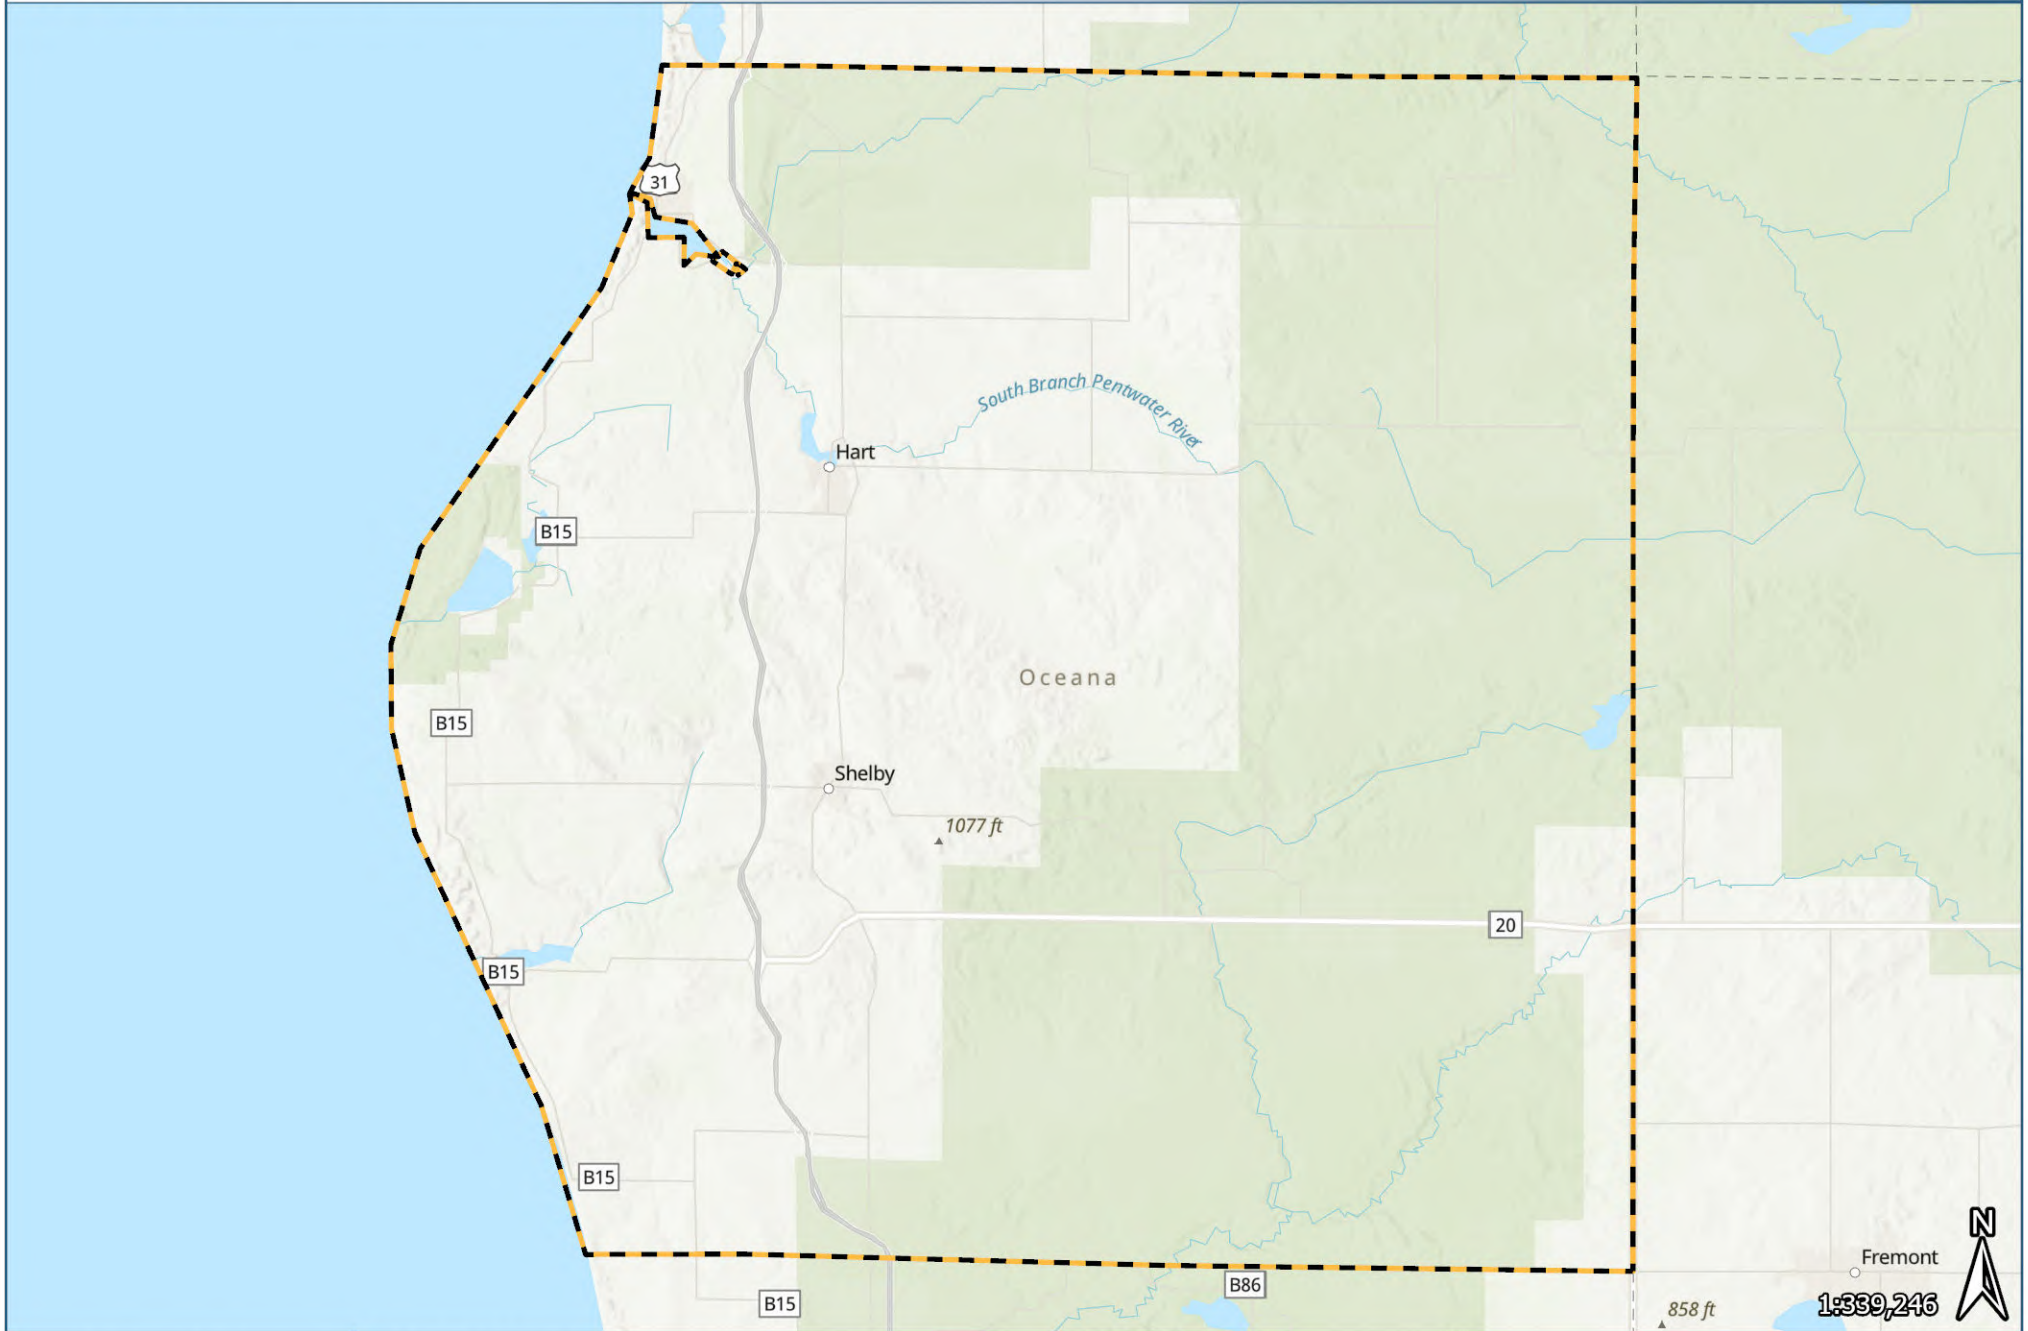 31
South Branch Pentwater River
Hart
B15
Oceana
B15
Shelby
1077 ft
20
B15
B15
B86
B15
Fremont
N
1:339,246
858 ft